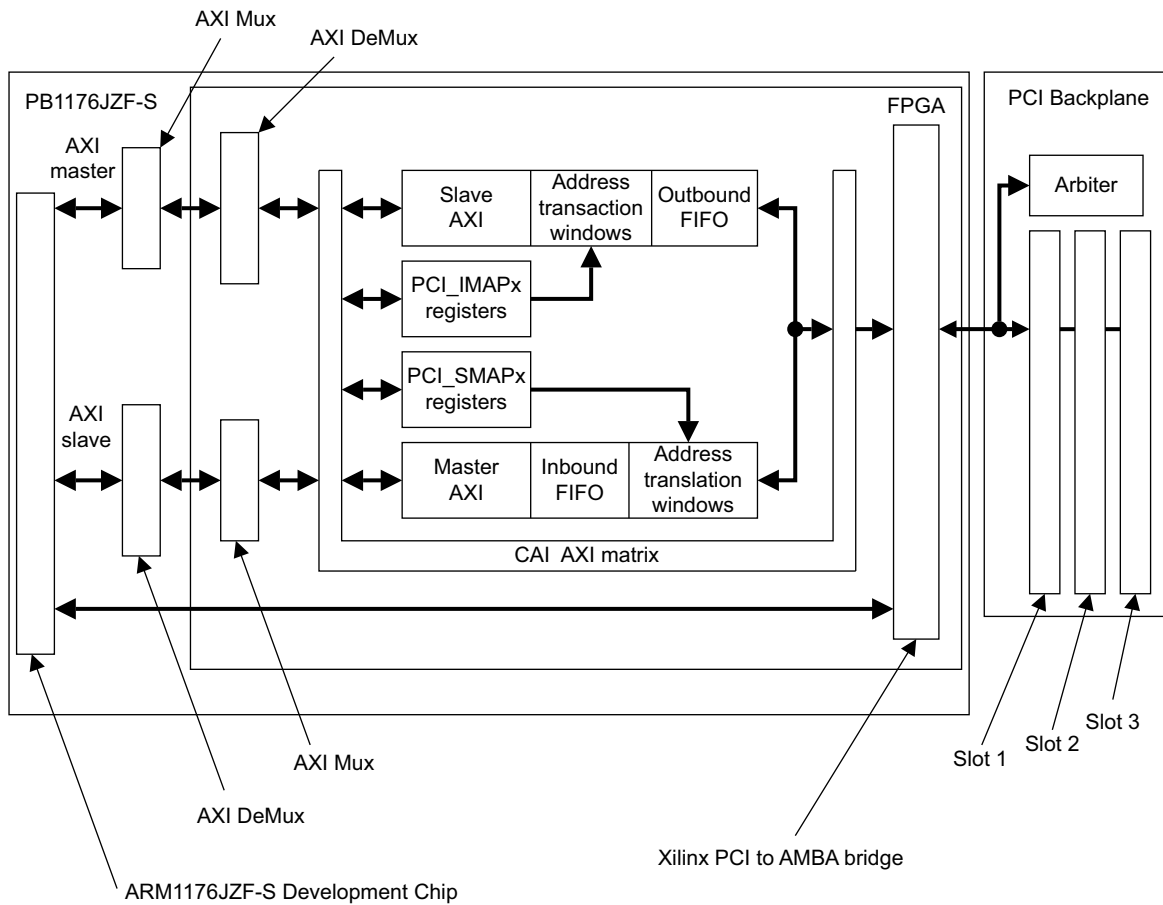 AXI Mux
AXI DeMux
PB1176JZF-S
FPGA
PCI Backplane
AXI
master
Slave
AXI
Address
transaction
windows
Outbound
FIFO
Arbiter
PCI_IMAPx
registers
PCI_SMAPx
registers
AXI
slave
Master
AXI
Inbound
FIFO
Address
translation
windows
CAI AXI matrix
Slot 3
Slot 2
Slot 1
AXI Mux
AXI DeMux
Xilinx PCI to AMBA bridge
ARM1176JZF-S Development Chip